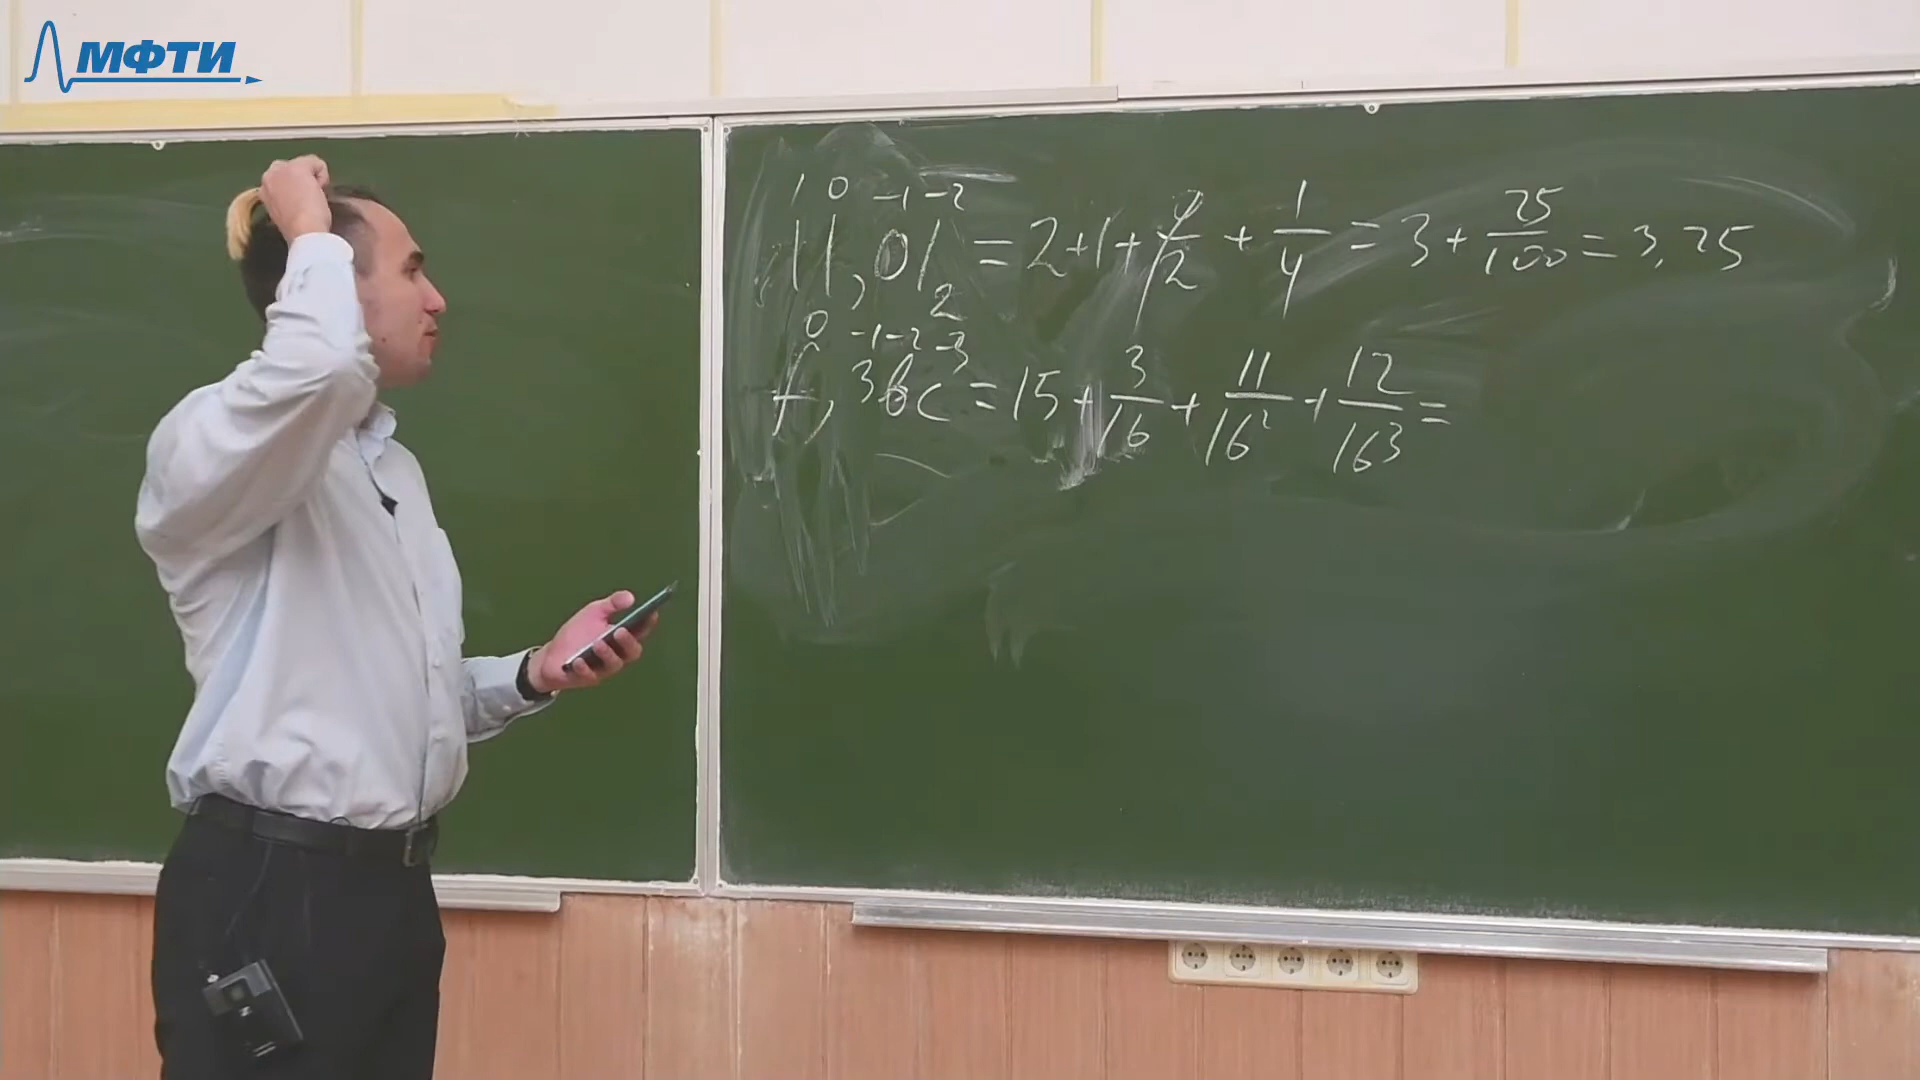 МФТИ
1 0 -1 -2
11,01₂ = 2+1+0/2 + 1/4 = 3 + 25/100 = 3,25
0 -1 -2 -3
f,3bc = 15 + 3/16 + 11/16² + 12/16³ =